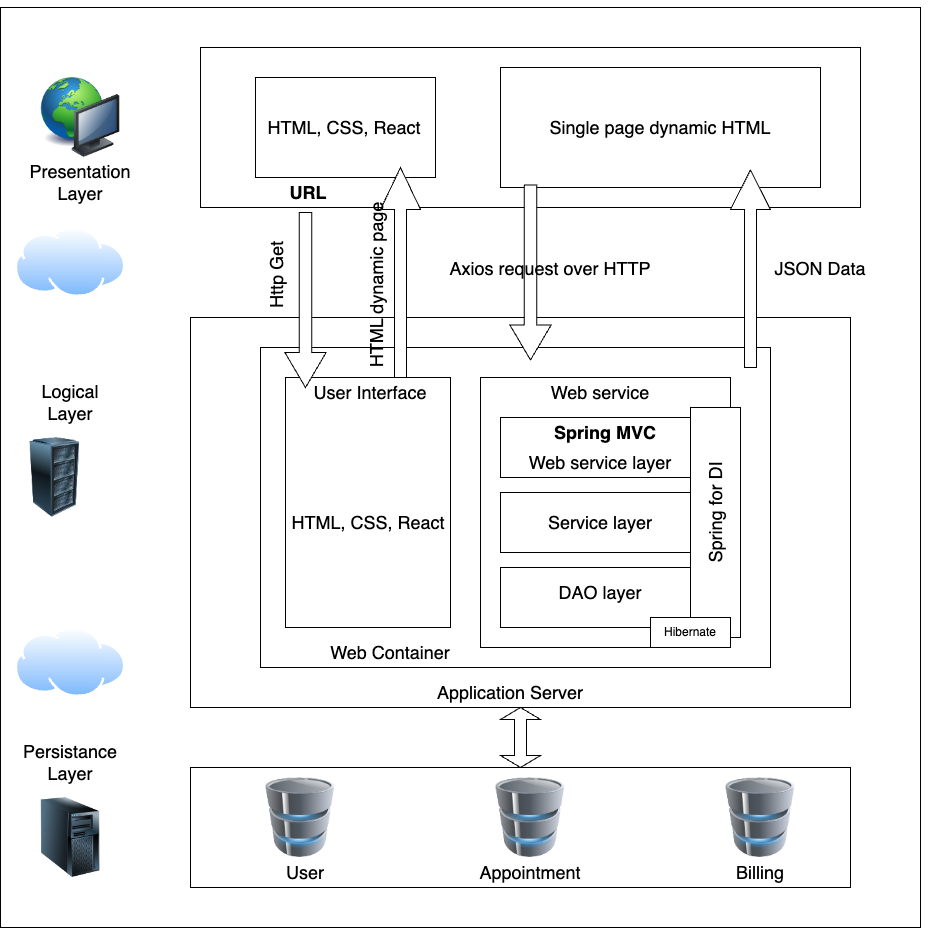 HTML, CSS, React
Single page dynamic HTML
Presentation
Layer
URL
Http Get
HTML dynamic page
Axios request over HTTP
JSON Data
Logical
Layer
User Interface
HTML, CSS, React
Web service
Spring MVC
Web service layer
Service layer
DAO layer
Spring for DI
Hibernate
Web Container
Application Server
Persistance
Layer
User
Appointment
Billing